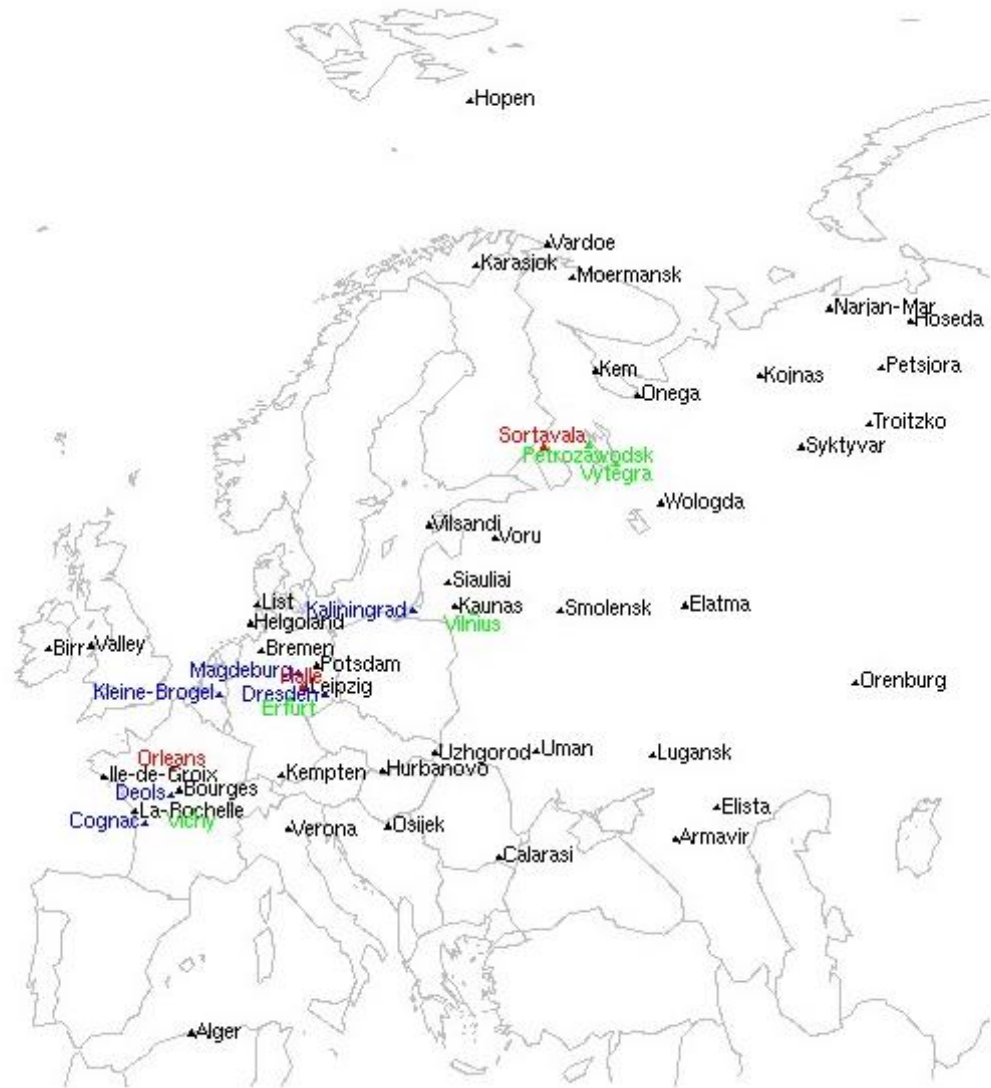 Hopen
Vardoe
Karasjok
Moermansk
Narjan-Mar
Hoseda
Kem
Kojnas
Petsjora
Onega
Troitzko
Sortavala
Syktyvar
Petrozawodsk
Vytegra
Wologda
Vilsandi
Voru
Siauliai
List
Kaliningrad
Kaunas
Smolensk
Elatma
Helgoland
Vilnius
Birr
Valley
Bremen
Magdeburg
Potsdam
Halle
Leipzig
Kleine-Brogel
Dresden
Erfurt
Orenburg
Uzhgorod
Uman
Lugansk
Orleans
Ile-de-Groix
Kempten
Hurbanovo
Deols
Bourges
La-Rochelle
Elista
Cognac
Vichy
Verona
Osijek
Armavir
Calarasi
Alger